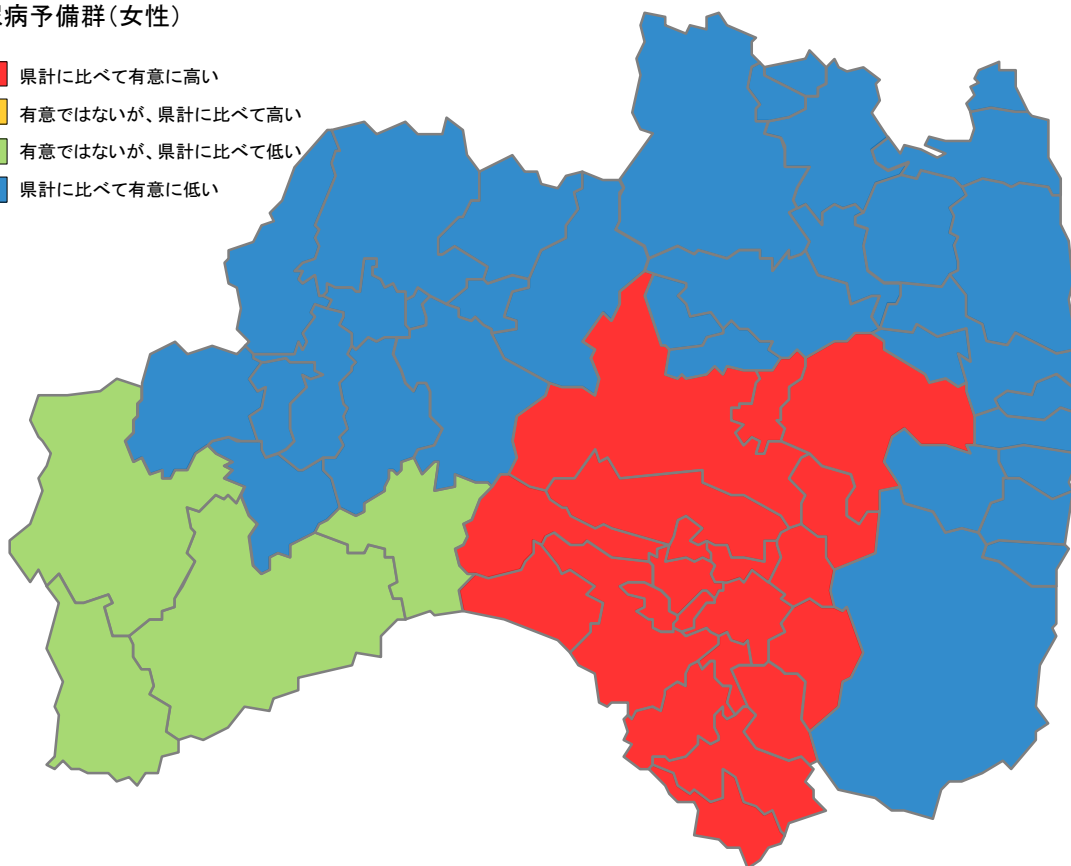 病予備群(女性)
県計に比べて有意に高い
有意ではないが、県計に比べて高い
有意ではないが、県計に比べて低い
県計に比べて有意に低い